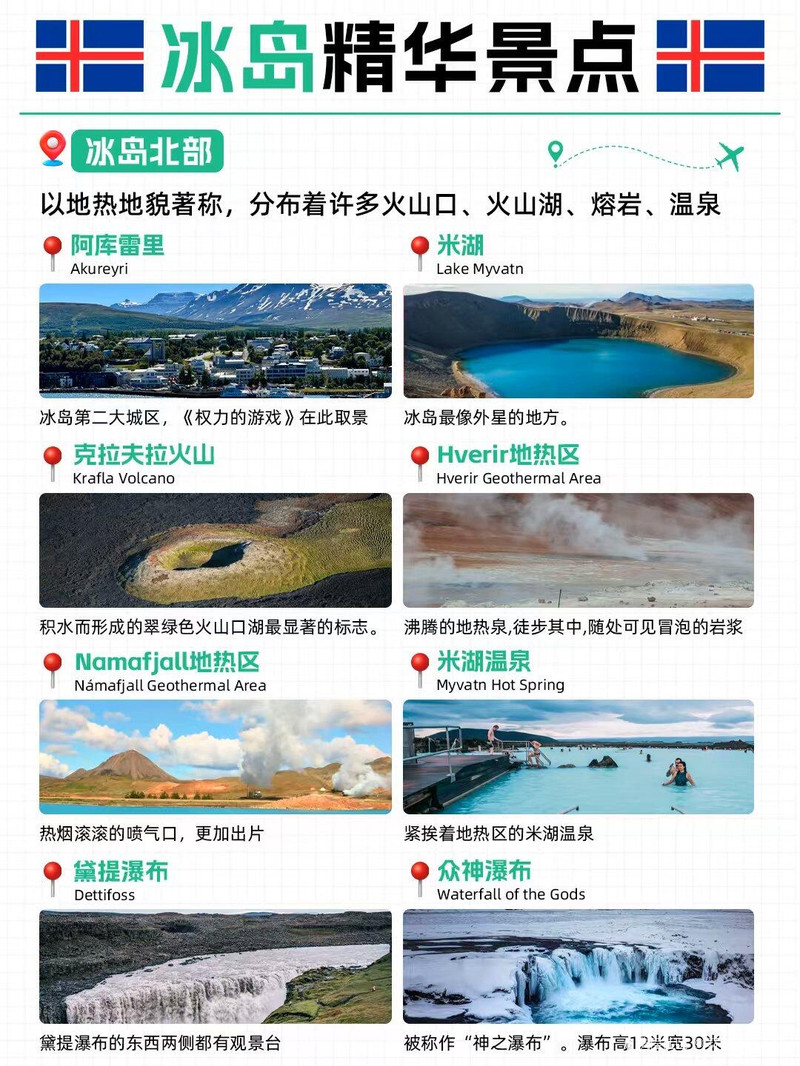 冰岛精华景点
冰岛北部
以地热地貌著称，分布着许多火山口、火山湖、熔岩、温泉
阿库雷里
Akureyri
冰岛第二大城区，《权力的游戏》在此取景
米湖
Lake Myvatn
冰岛最像外星的地方。
克拉夫拉火山
Krafla Volcano
积水而形成的翠绿色火山口湖最显著的标志。
Hverir地热区
Hverir Geothermal Area
沸腾的地热泉,徒步其中,随处可见冒泡的岩浆
Namafjall地热区
Námafjall Geothermal Area
热烟滚滚的喷气口，更加出片
米湖温泉
Myvatn Hot Spring
紧挨着地热区的米湖温泉
黛提瀑布
Dettifoss
黛提瀑布的东西两侧都有观景台
众神瀑布
Waterfall of the Gods
被称作“神之瀑布”。瀑布高12米宽30米